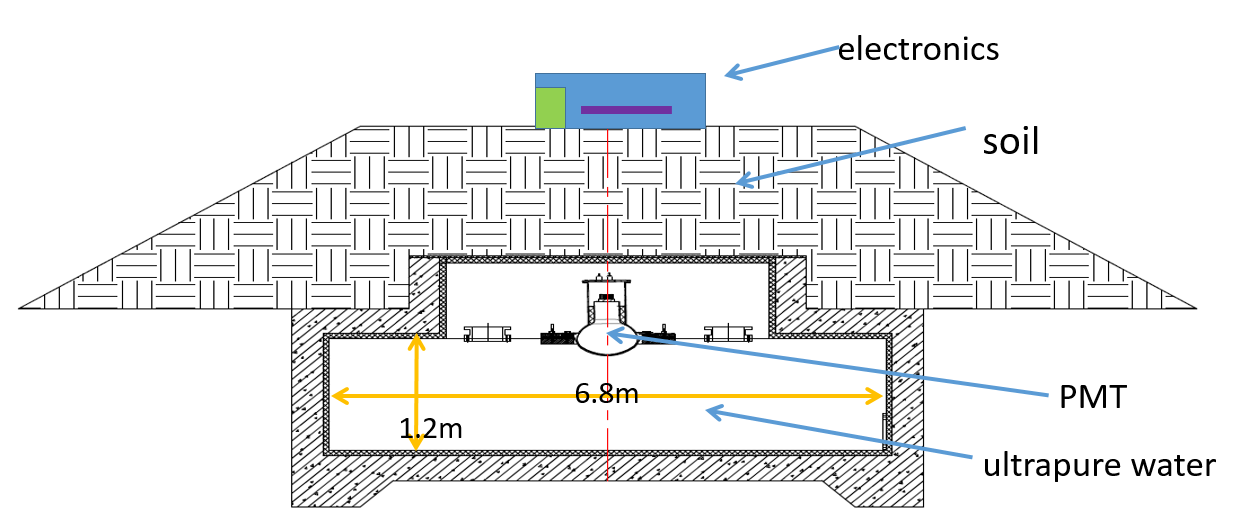 electronics
soil
6.8m
PMT
1.2m
ultrapure water